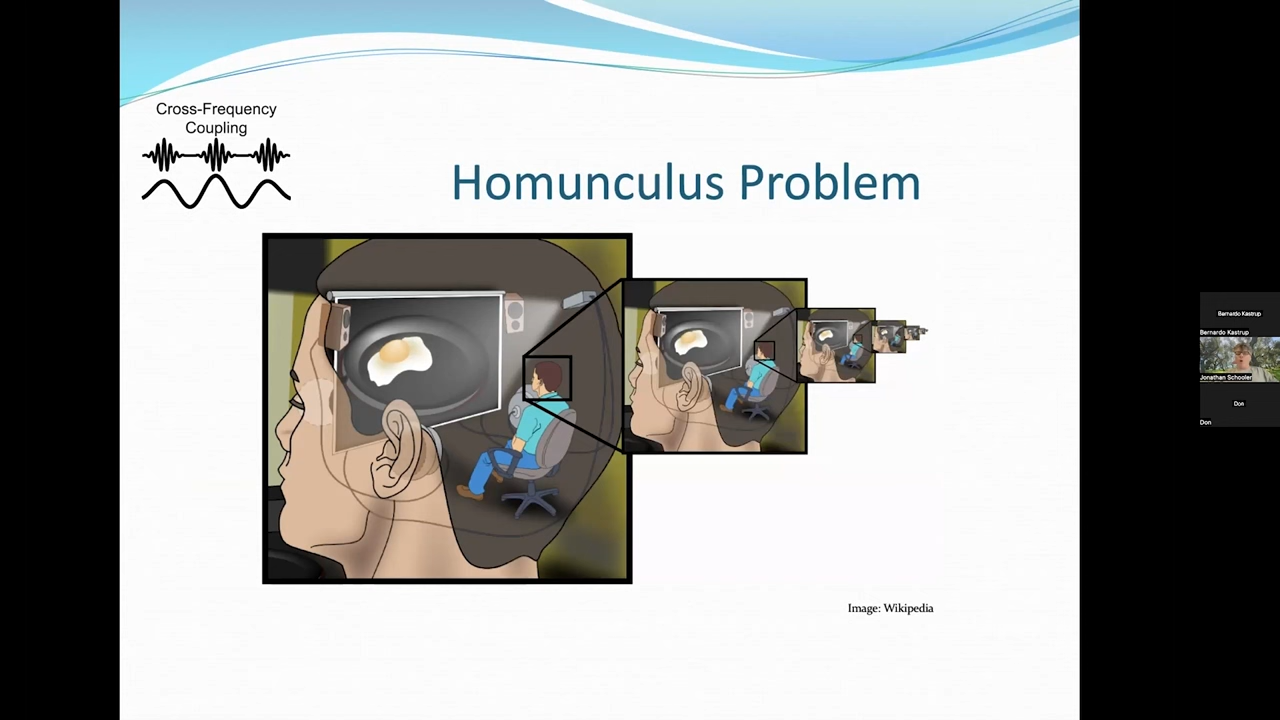 Cross-Frequency
Coupling
Homunculus Problem
Image: Wikipedia
Bernardo Kastrup
Bernardo Kastrup
Jonathan Schooler
Don
Don